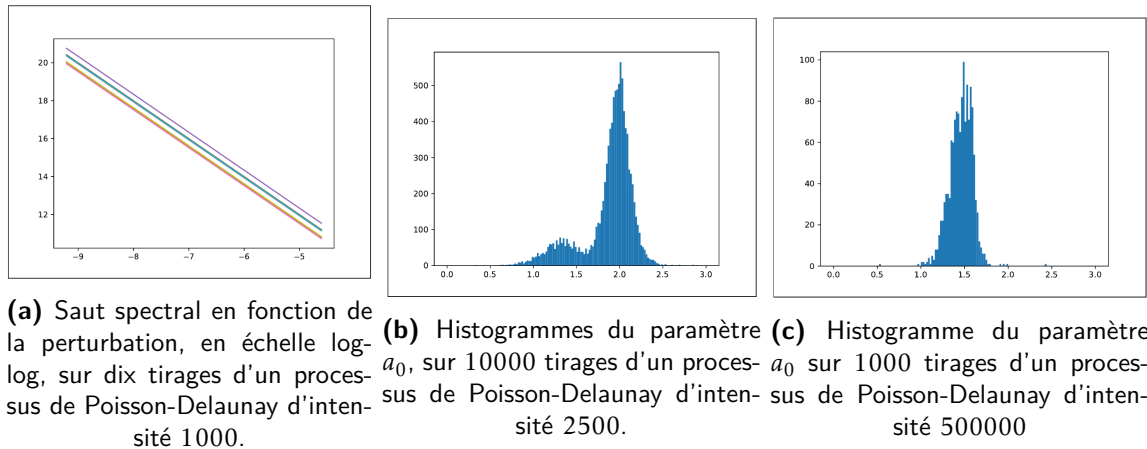 20
18
16
14
12
−9 −8 −7 −6 −5
500
400
300
200
100
0
0.0 0.5 1.0 1.5 2.0 2.5 3.0
100
80
60
40
20
0
0.0 0.5 1.0 1.5 2.0 2.5 3.0
(a) Saut spectral en fonction de
la perturbation, en échelle log-
log, sur dix tirages d'un proces-
sus de Poisson-Delaunay d'inten-
sité 1000.
(b) Histogrammes du paramètre
a₀, sur 10000 tirages d'un proces-
sus de Poisson-Delaunay d'inten-
sité 2500.
(c) Histogramme du paramètre
a₀ sur 1000 tirages d'un proces-
sus de Poisson-Delaunay d'inten-
sité 500000